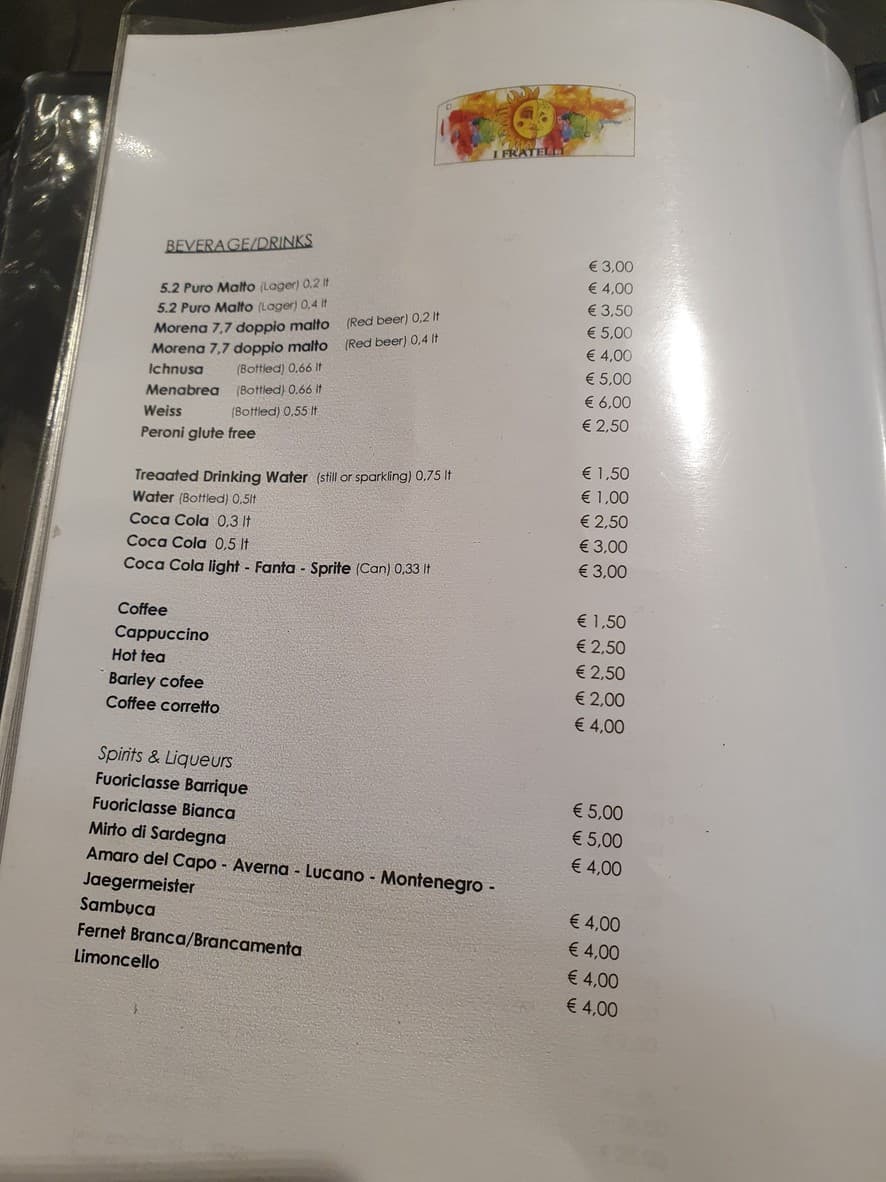 I FRATELLI
BEVERAGE/DRINKS
5.2 Puro Malto (Lager) 0,2 lt € 3,00
5.2 Puro Malto (Lager) 0,4 lt € 4,00
Morena 7,7 doppio malto (Red beer) 0,2 lt € 3,50
Morena 7,7 doppio malto (Red beer) 0,4 lt € 5,00
Ichnusa (Bottled) 0,66 lt € 4,00
Menabrea (Bottled) 0,66 lt € 5,00
Weiss (Bottled) 0,55 lt € 6,00
Peroni glute free € 2,50
Treaated Drinking Water (still or sparkling) 0,75 lt € 1,50
Water (Bottled) 0,5lt € 1,00
Coca Cola 0,3 lt € 2,50
Coca Cola 0,5 lt € 3,00
Coca Cola light - Fanta - Sprite (Can) 0,33 lt € 3,00
Coffee € 1,50
Cappuccino € 2,50
Hot tea € 2,50
Barley cofee € 2,00
Coffee corretto € 4,00
Spirits & Liqueurs
Fuoriclasse Barrique € 5,00
Fuoriclasse Bianca € 5,00
Mirto di Sardegna € 4,00
Amaro del Capo - Averna - Lucano - Montenegro -
Jaegermeister € 4,00
Sambuca € 4,00
Fernet Branca/Brancamenta € 4,00
Limoncello € 4,00